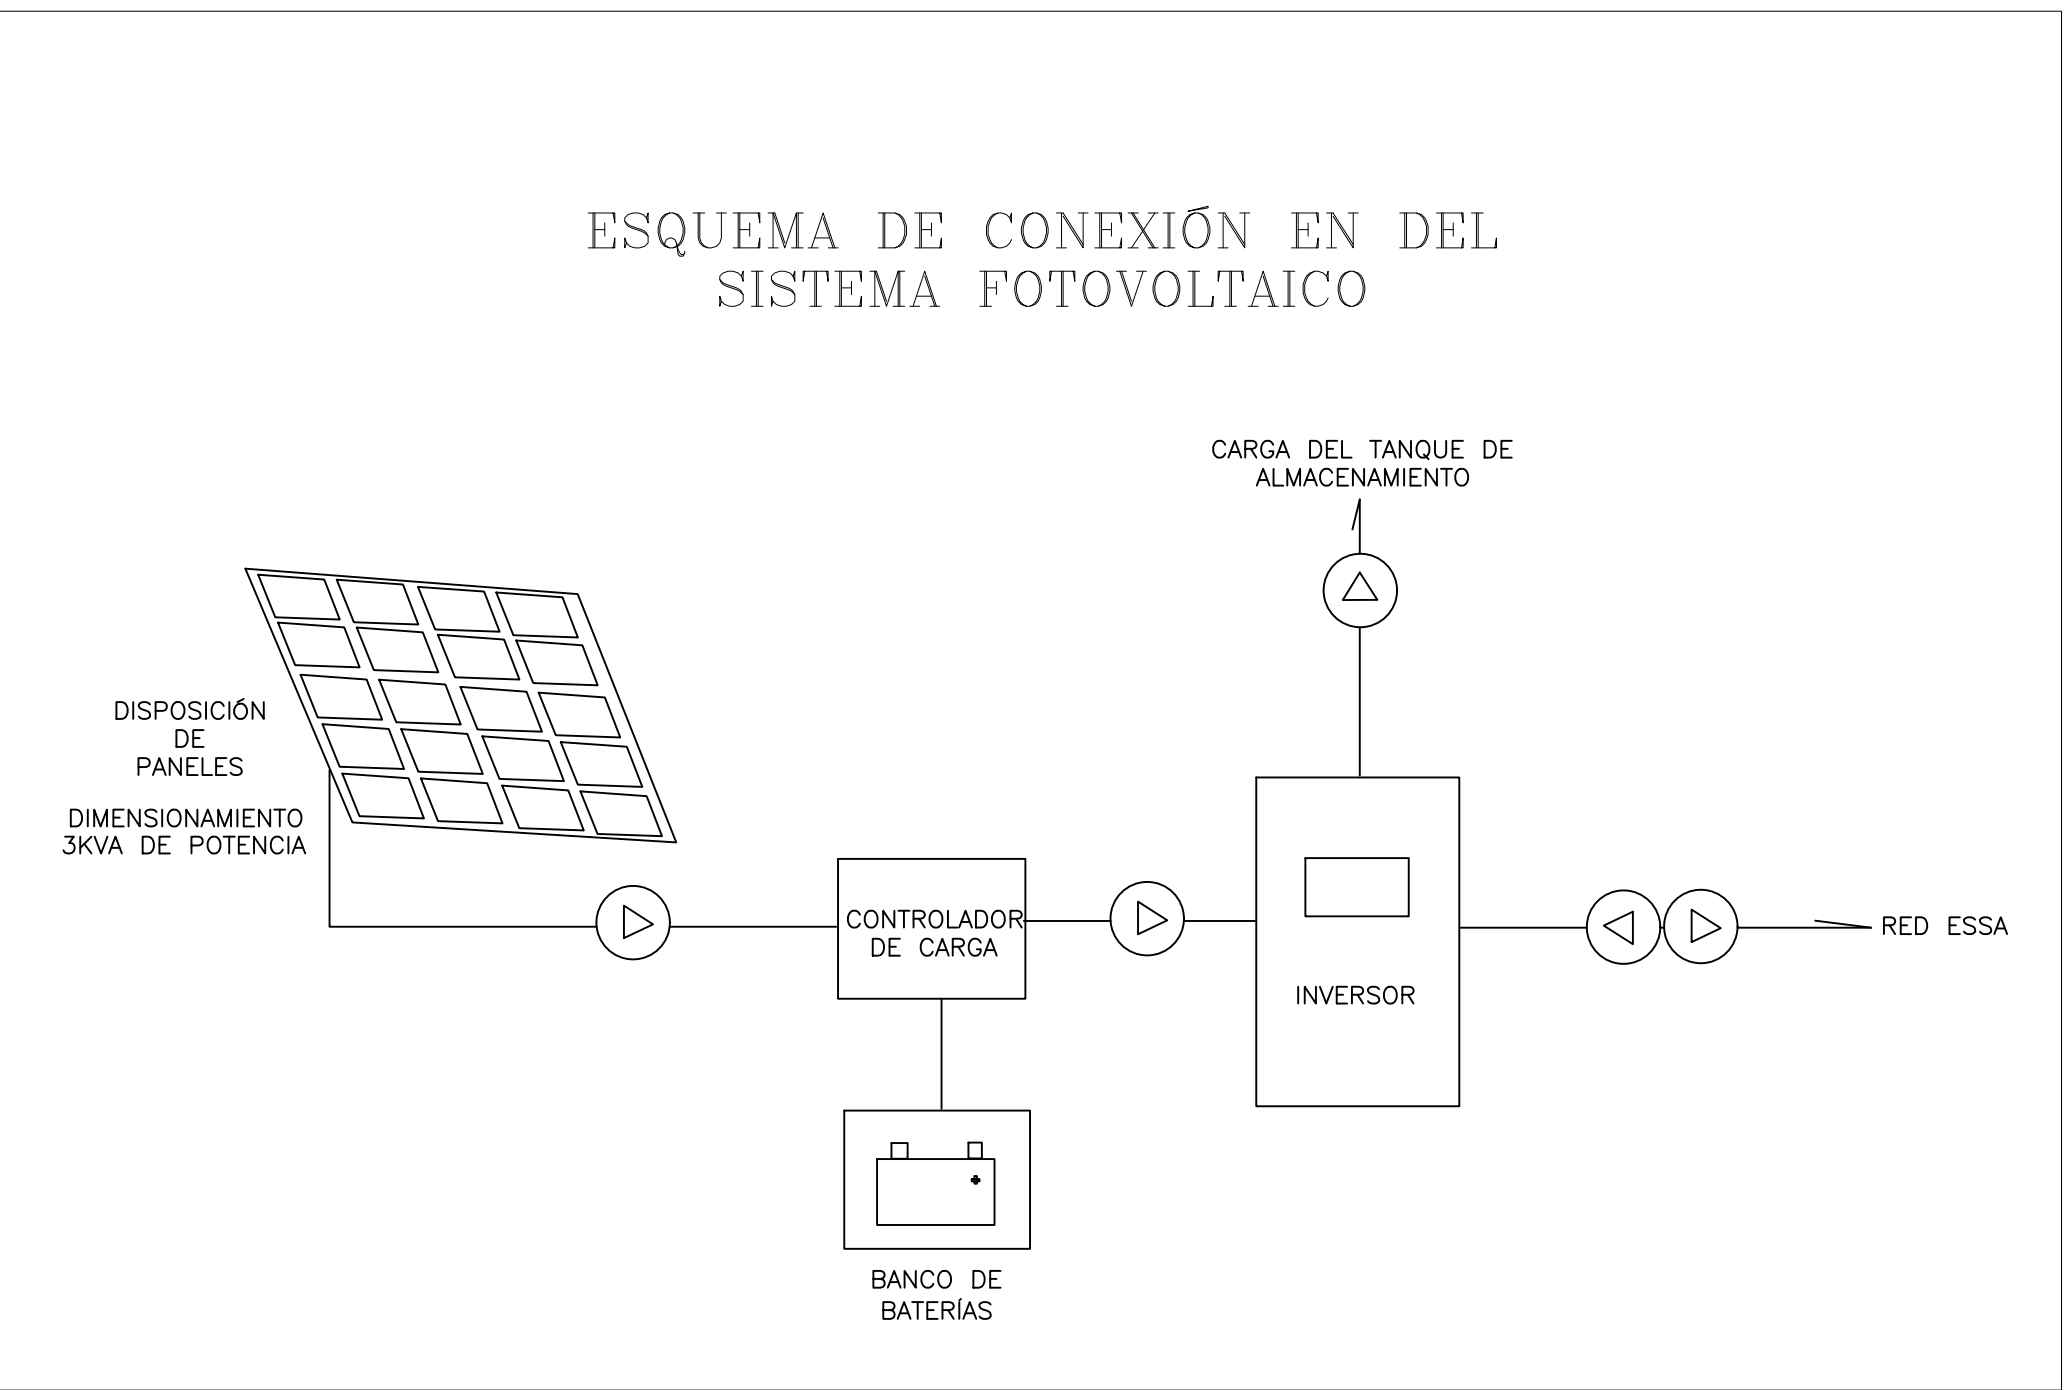 ESQUEMA DE CONEXIÓN EN DEL
SISTEMA FOTOVOLTAICO
CARGA DEL TANQUE DE
ALMACENAMIENTO
DISPOSICIÓN
DE
PANELES
DIMENSIONAMIENTO
3KVA DE POTENCIA
CONTROLADOR
DE CARGA
INVERSOR
RED ESSA
BANCO DE
BATERÍAS